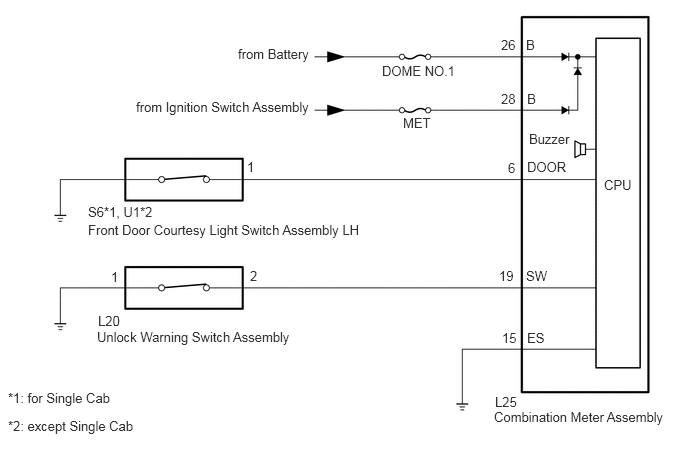 26 B
from Battery
DOME NO.1
28 B
from Ignition Switch Assembly
MET
Buzzer
1
6 DOOR
CPU
S6*1, U1*2
Front Door Courtesy Light Switch Assembly LH
1
2
19 SW
L20
Unlock Warning Switch Assembly
15 ES
*1: for Single Cab
L25
Combination Meter Assembly
*2: except Single Cab